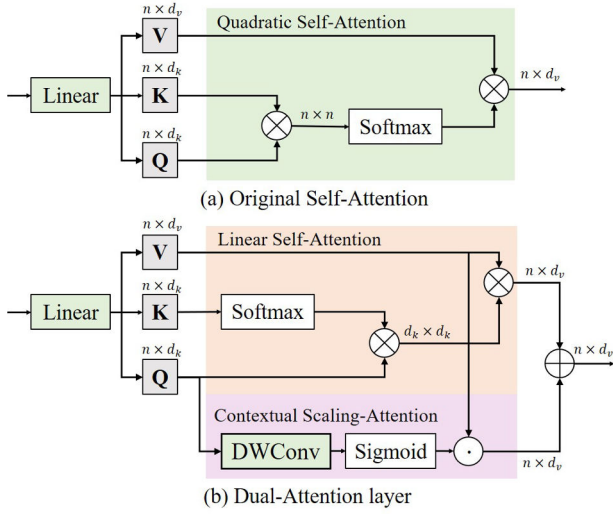 n × d_v
Quadratic Self-Attention
V
n × d_k
n × d_v
Linear
K
n × n
Softmax
n × d_k
Q
(a) Original Self-Attention
n × d_v
Linear Self-Attention
V
n × d_k
n × d_v
Linear
K
Softmax
d_k × d_k
n × d_k
Q
n × d_v
Contextual Scaling-Attention
DWConv
Sigmoid
n × d_v
(b) Dual-Attention layer